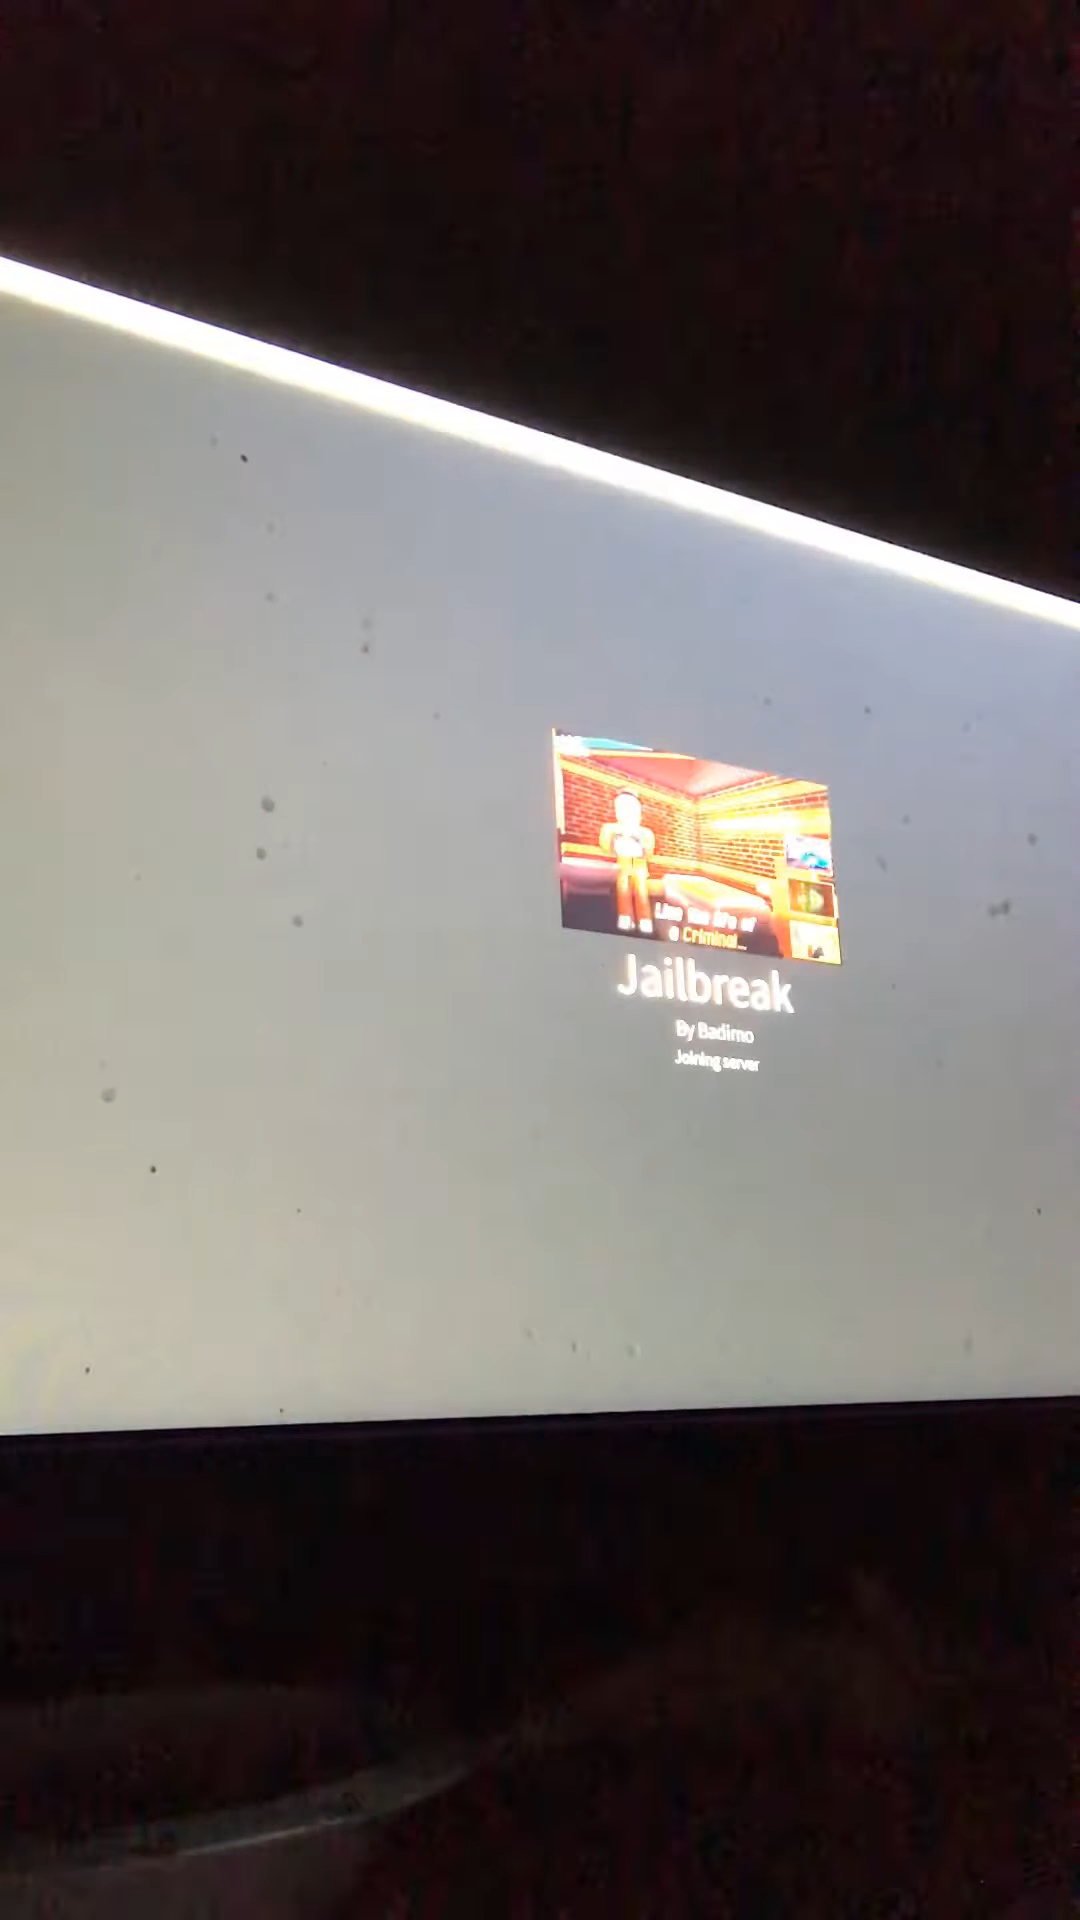 Live the life of
a Criminal...
Jailbreak
By Badimo
Joining server